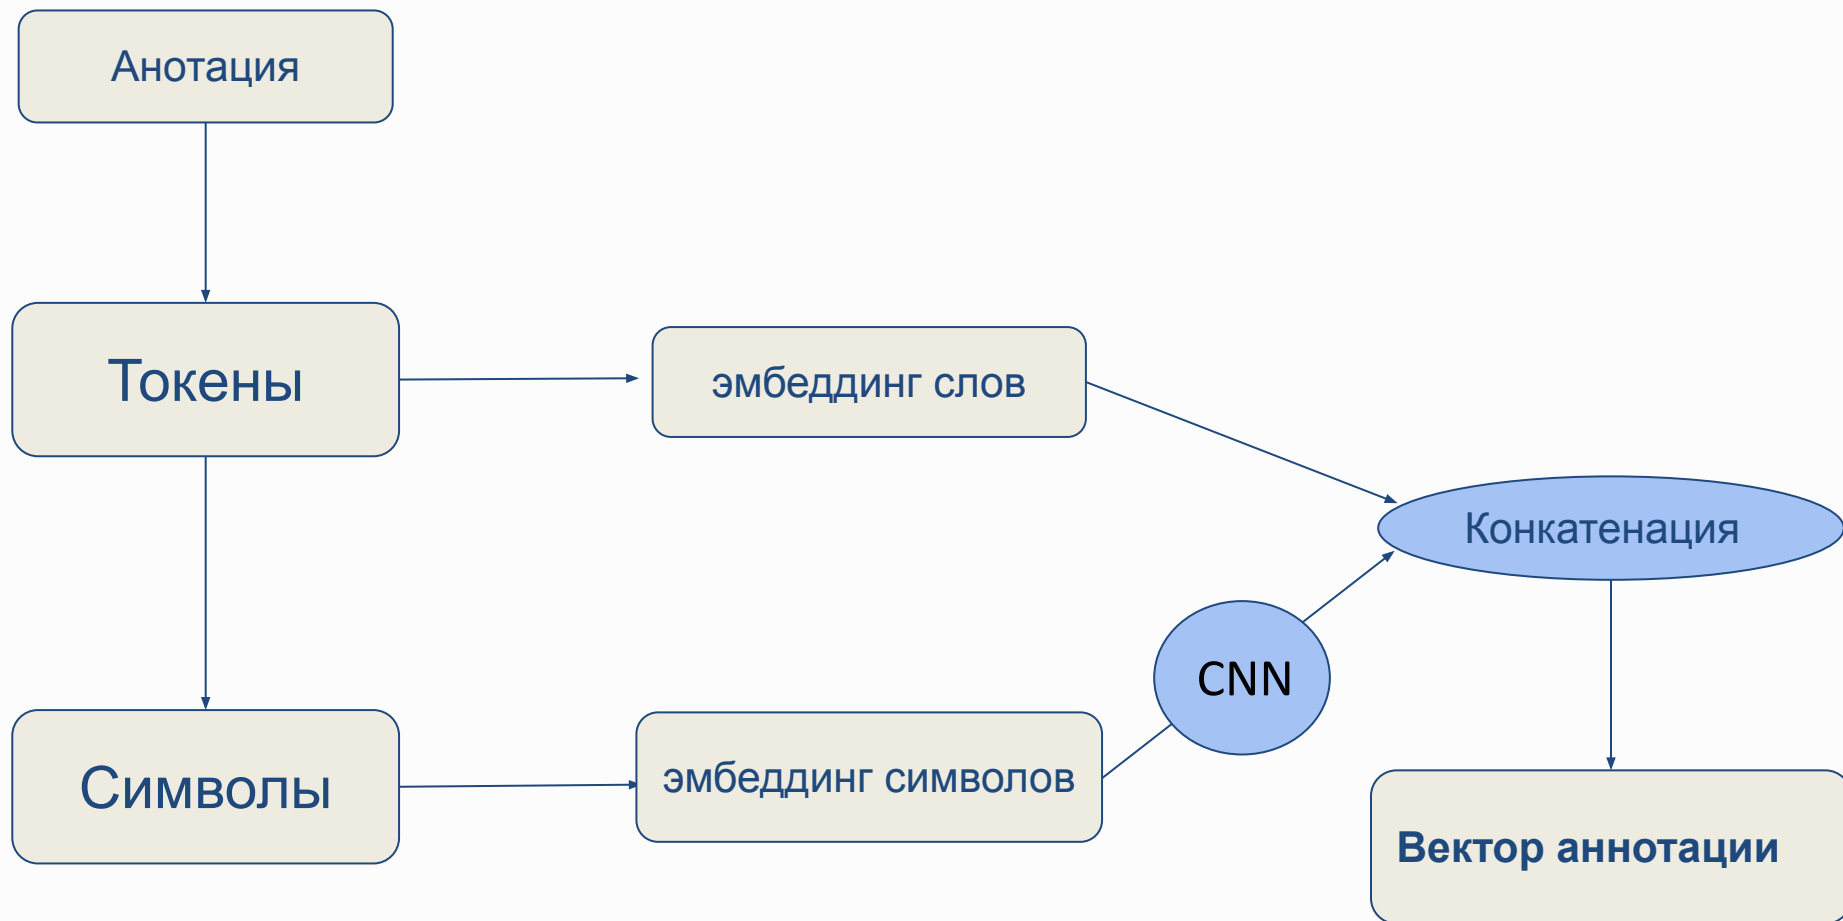 Анотация
Токены
эмбеддинг слов
Конкатенация
CNN
Символы
эмбеддинг символов
Вектор аннотации